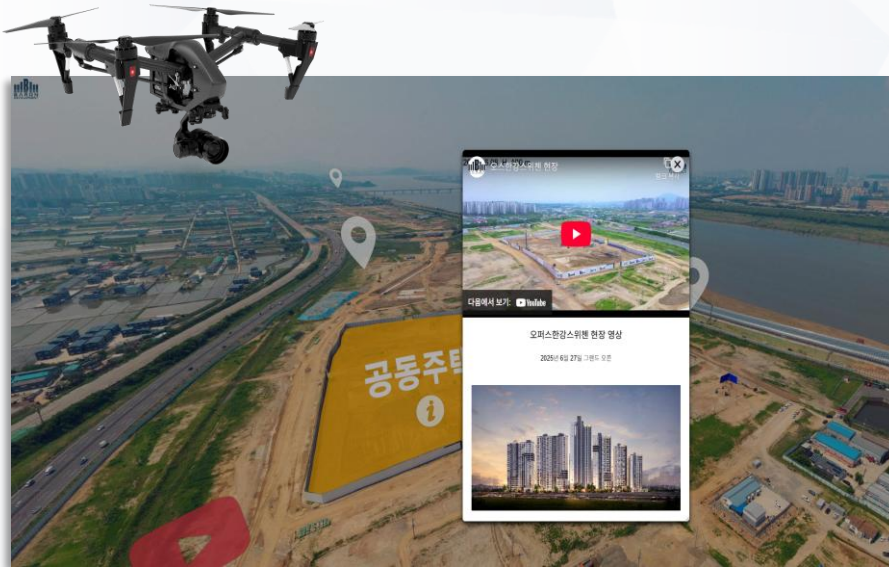 오스한강스위첸 현장
다음에서 보기: YouTube
오퍼스한강스위첸 현장 영상
2025년 6월 27일 그랜드 오픈
공동주택